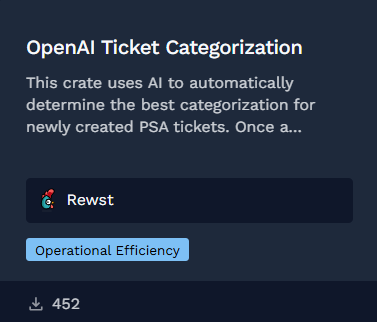 OpenAI Ticket Categorization
This crate uses AI to automatically
determine the best categorization for
newly created PSA tickets. Once a...
Rewst
Operational Efficiency
452